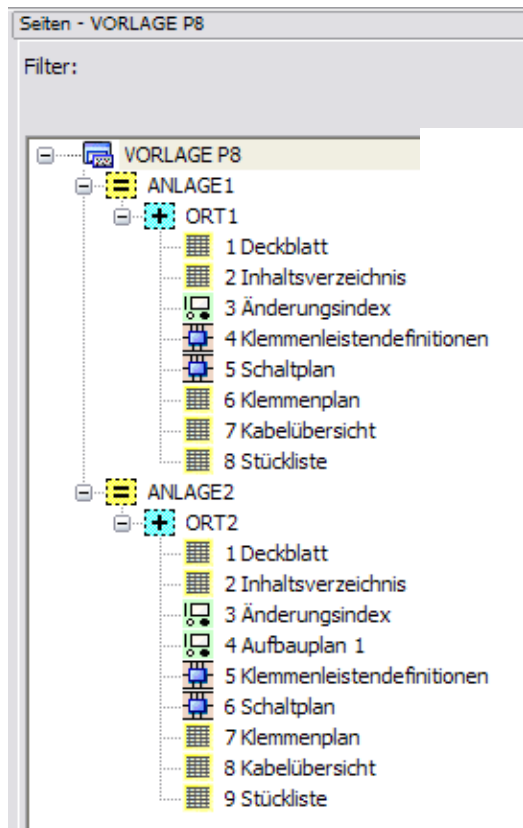 Seiten - VORLAGE P8
Filter:
VORLAGE P8
ANLAGE1
ORT1
1 Deckblatt
2 Inhaltsverzeichnis
3 Änderungsindex
4 Klemmenleistendefinitionen
5 Schaltplan
6 Klemmenplan
7 Kabelübersicht
8 Stückliste
ANLAGE2
ORT2
1 Deckblatt
2 Inhaltsverzeichnis
3 Änderungsindex
4 Aufbauplan 1
5 Klemmenleistendefinitionen
6 Schaltplan
7 Klemmenplan
8 Kabelübersicht
9 Stückliste